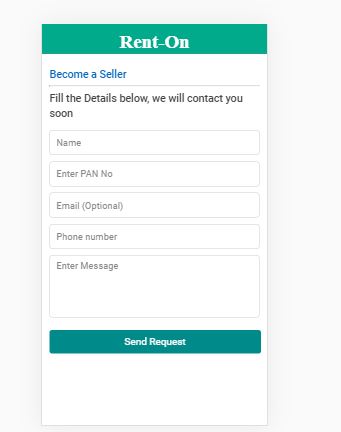 Rent-On
Become a Seller
Fill the Details below, we will contact you
soon
Name
Enter PAN No
Email (Optional)
Phone number
Enter Message
Send Request